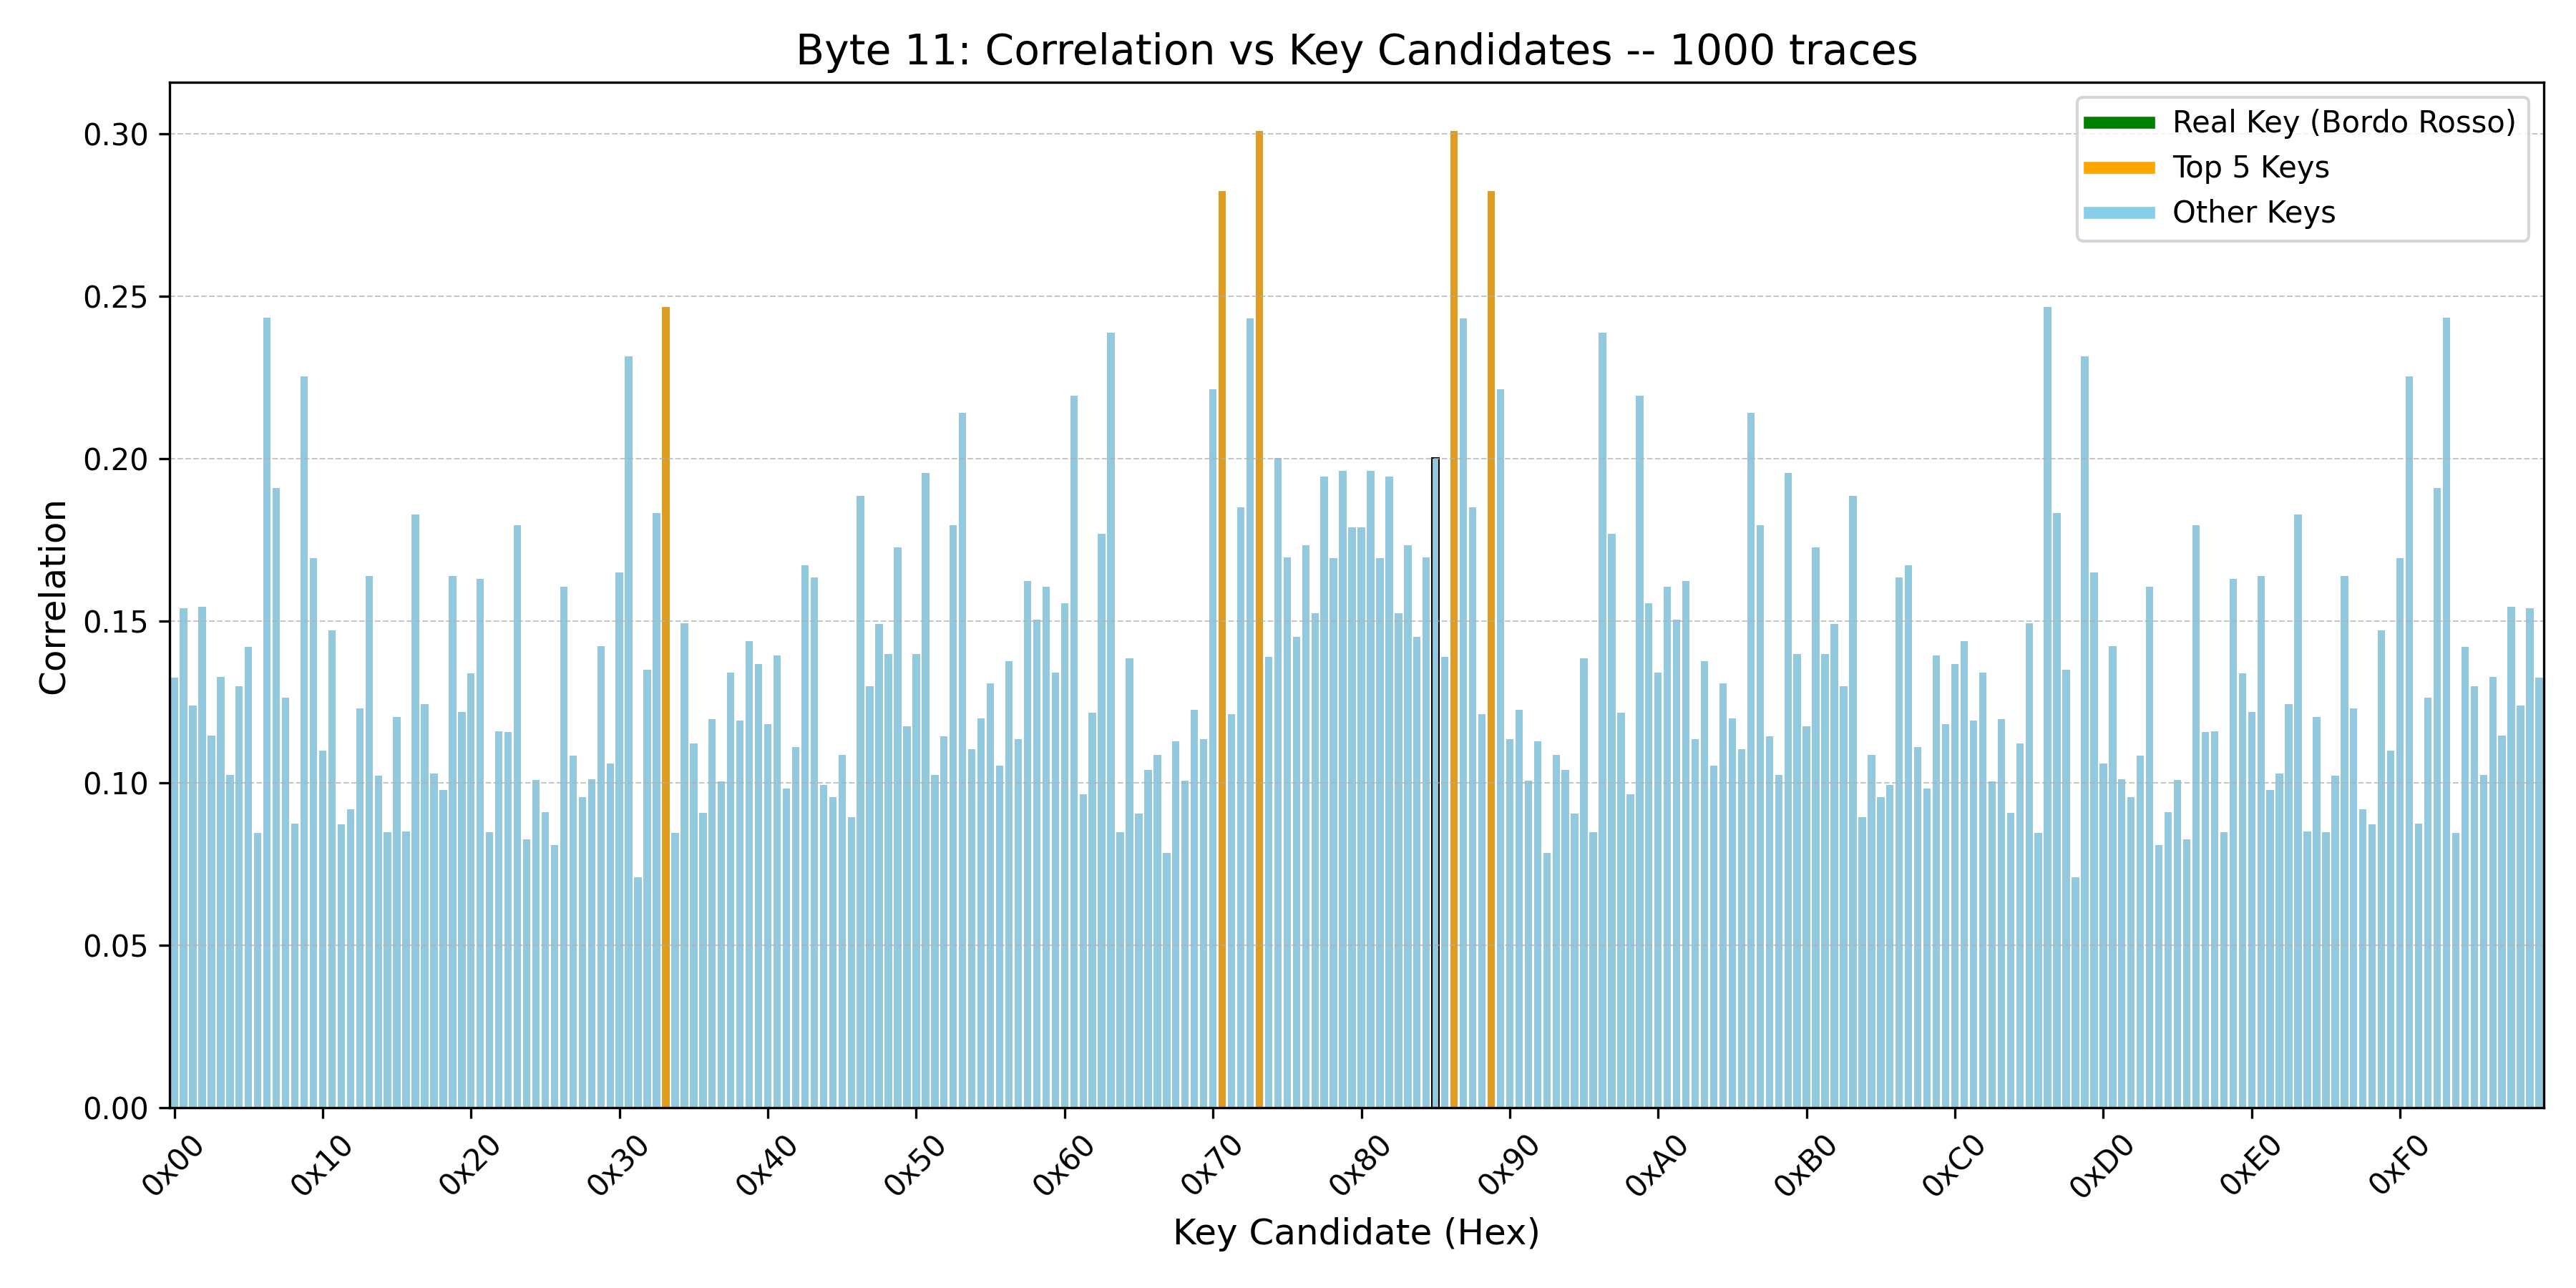 Byte 11: Correlation vs Key Candidates -- 1000 traces
Real Key (Bordo Rosso)
Top 5 Keys
Other Keys
Correlation
0.30
0.25
0.20
0.15
0.10
0.05
0.00
0x00 0x10 0x20 0x30 0x40 0x50 0x60 0x70 0x80 0x90 0xA0 0xB0 0xC0 0xD0 0xE0 0xF0
Key Candidate (Hex)